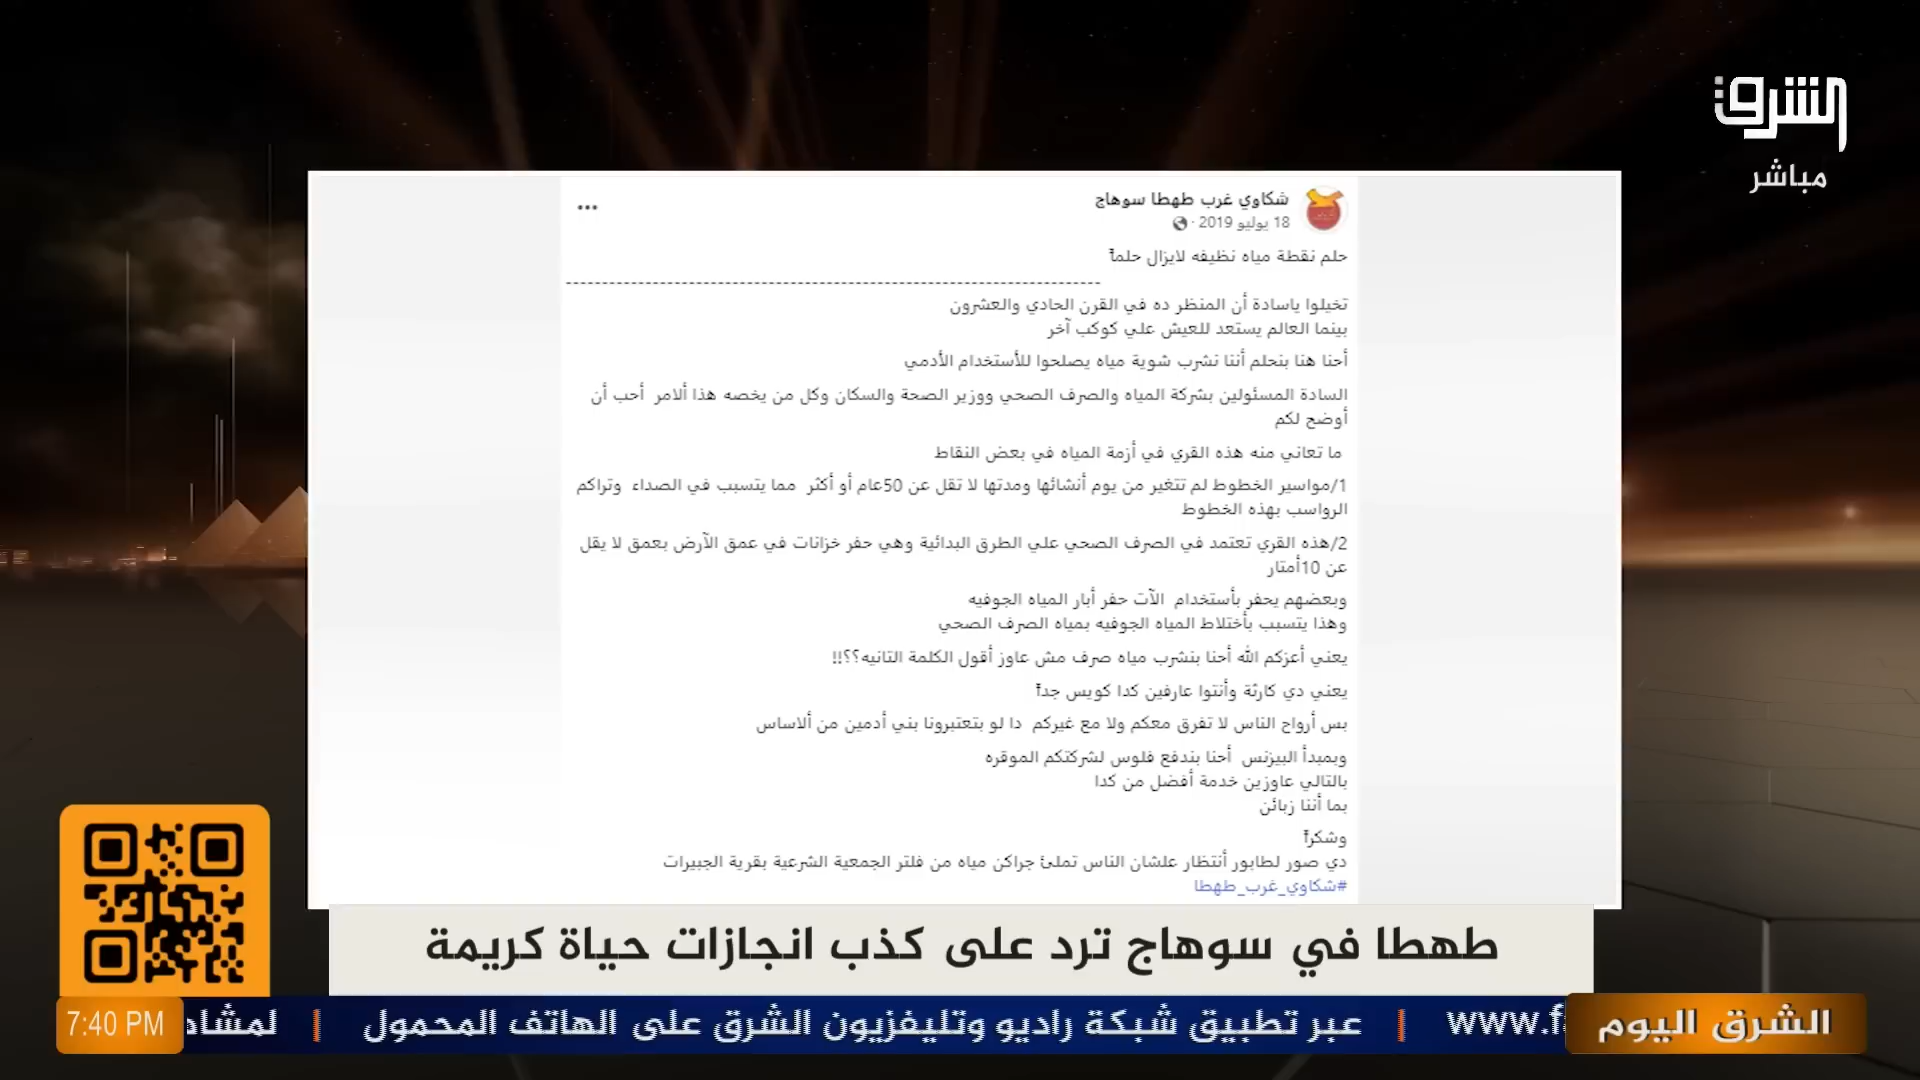 الشرق
مباشر
شكاوي غرب طهطا سوهاج
18 يوليو 2019
حلم نقطة مياه نظيفه لايزال حلماً
--------------------------------------------------------------------------
تخيلوا ياسادة أن المنظر ده في القرن الحادي والعشرون
بينما العالم يستعد للعيش علي كوكب آخر
أحنا هنا بنحلم أننا نشرب شوية مياه يصلحوا للأستخدام الأدمي
السادة المسئولين بشركة المياه والصرف الصحي ووزير الصحة والسكان وكل من يخصه هذا ألامر أحب أن
أوضح لكم
ما تعاني منه هذه القري في أزمة المياه في بعض النقاط
1/مواسير الخطوط لم تتغير من يوم أنشائها ومدتها لا تقل عن 50عام أو أكثر مما يتسبب في الصداء وتراكم
الرواسب بهذه الخطوط
2/هذه القري تعتمد في الصرف الصحي علي الطرق البدائية وهي حفر خزانات في عمق الآرض بعمق لا يقل
عن 10أمتار
وبعضهم يحفر بأستخدام الآت حفر أبار المياه الجوفيه
وهذا يتسبب بأختلاط المياه الجوفيه بمياه الصرف الصحي
يعني أعزكم الله أحنا بنشرب مياه صرف مش عاوز أقول الكلمة التانيه؟؟!!
يعني دي كارثة وأنتوا عارفين كدا كويس جداً
بس أرواح الناس لا تفرق معكم ولا مع غيركم دا لو بتعتبرونا بني أدمين من ألاساس
وبمبدأ البيزنس أحنا بندفع فلوس لشركتكم الموقره
بالتالي عاوزين خدمة أفضل من كدا
بما أننا زبائن
وشكراً
دي صور لطابور أنتظار علشان الناس تملئ جراكن مياه من فلتر الجمعية الشرعية بقرية الجبيرات
#شكاوي_غرب_طهطا
طهطا في سوهاج ترد على كذب انجازات حياة كريمة
الشرق اليوم
www.f | عبر تطبيق شبكة راديو وتليفزيون الشرق على الهاتف المحمول | لمشاه
7:40 PM